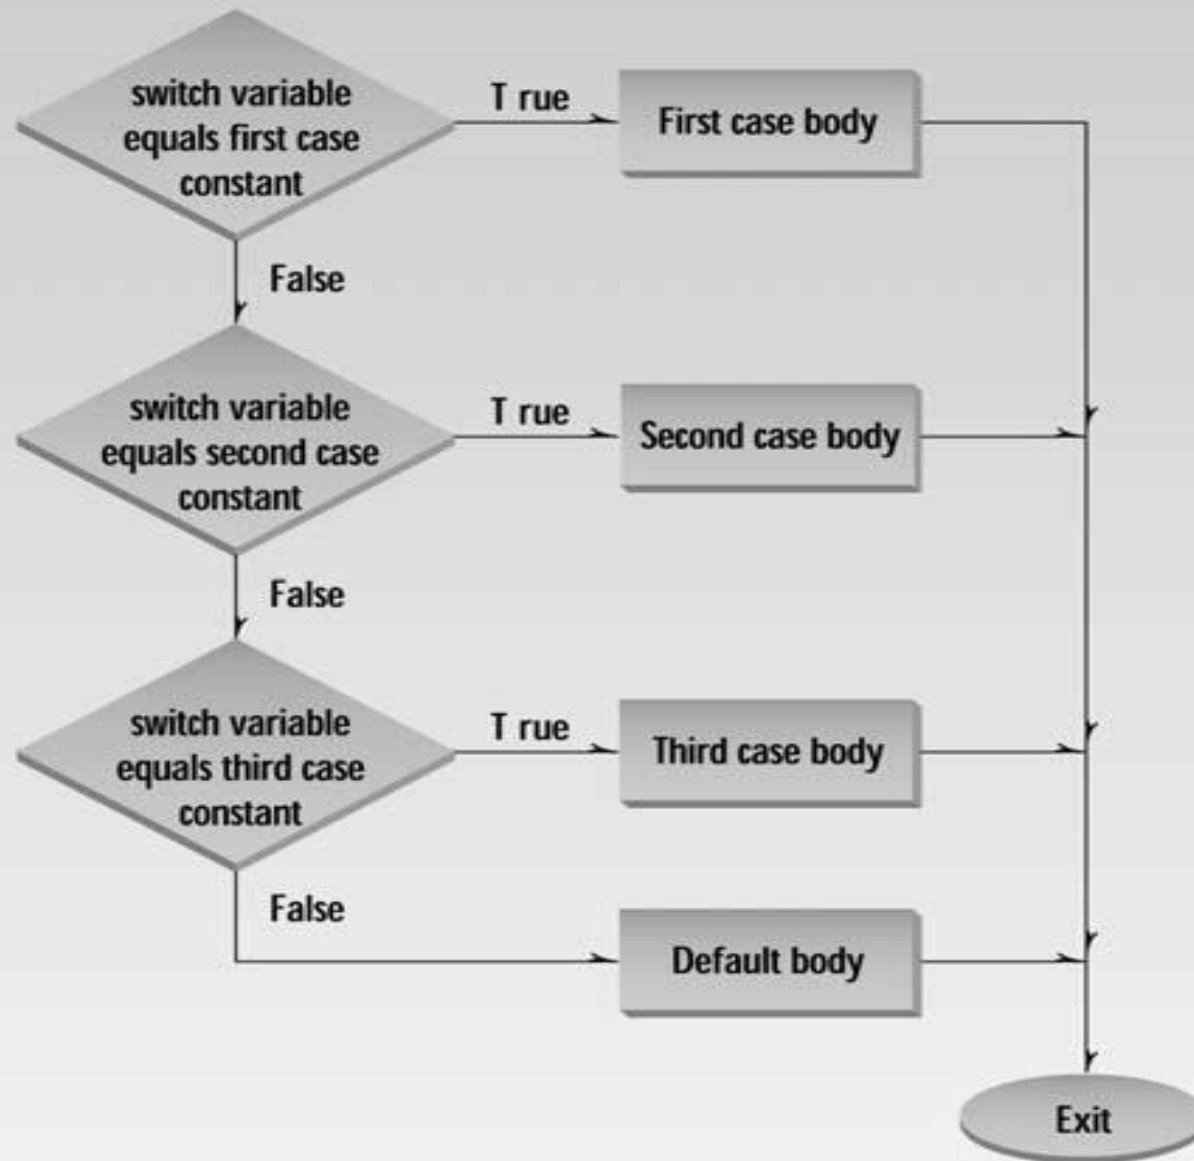 switch variable
equals first case
constant
T rue
First case body
False
switch variable
equals second case
constant
T rue
Second case body
False
switch variable
equals third case
constant
T rue
Third case body
False
Default body
Exit